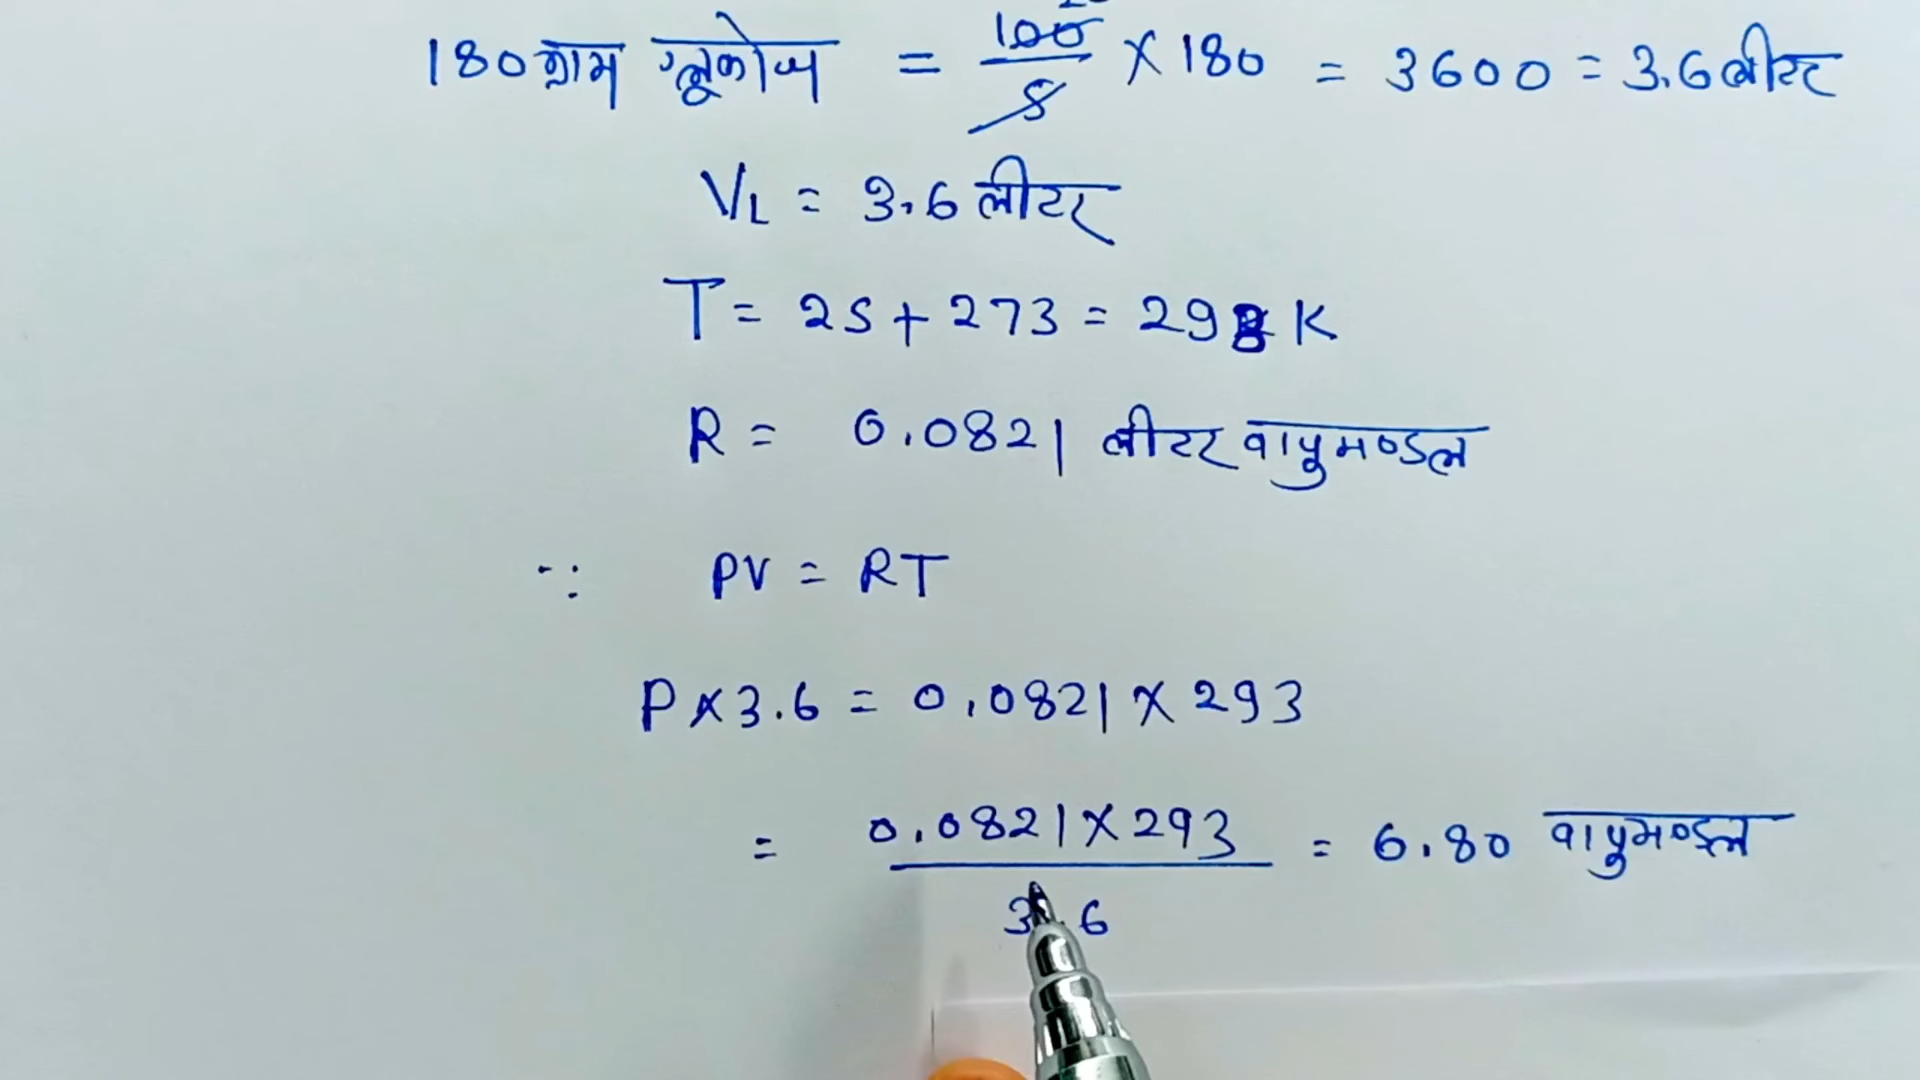 180 ग्राम ग्लूकोज = 100/5 × 180 = 3600 = 3.6 लीटर
VL = 3.6 लीटर
T = 25 + 273 = 298 K
R = 0.0821 लीटर वायुमण्डल
∵ PV = RT
P × 3.6 = 0.0821 × 293
= 0.0821 × 293 / 3.6 = 6.80 वायुमण्डल